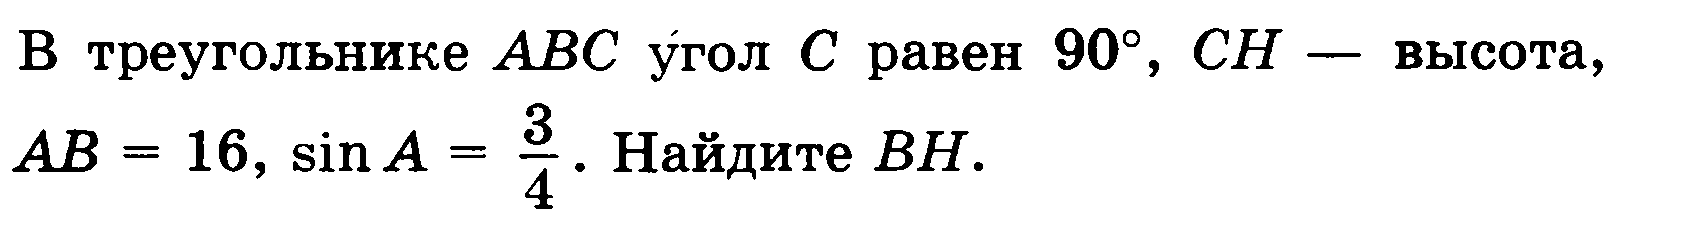 В треугольнике ABC угол C равен 90°, CH — высота,
AB = 16, sin A = 3/4. Найдите BH.